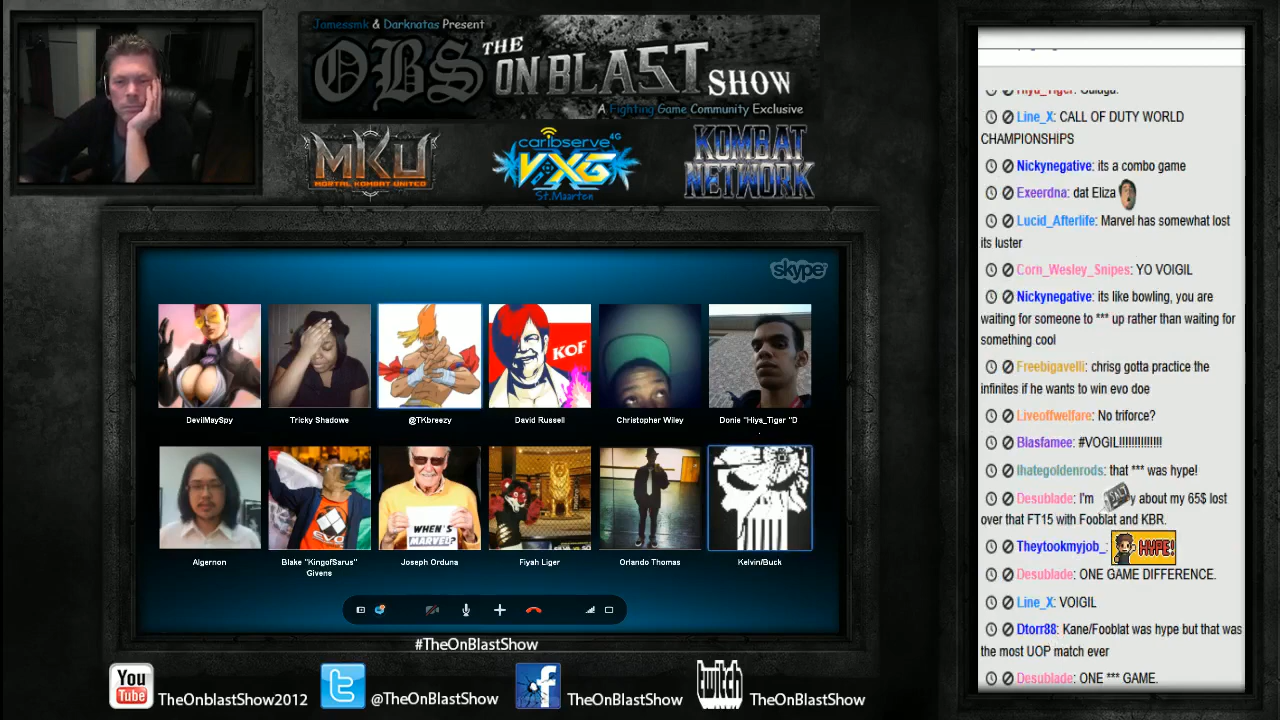 Jamessmk & Darknatas Present
OBS THE ON BLAST SHOW
A Fighting Game Community Exclusive
MKU
MORTAL KOMBAT UNITED
caribserve 4G
VXG
St.Maarten
KOMBAT
NETWORK
skype
KOF
DevilMaySpy
Tricky Shadowe
@TKbreezy
David Russell
Christopher Wiley
Donie "Hiya_Tiger "D
WHEN'S
MARVEL?
EVO
Algernon
Blake "KingofSarus"
Givens
Joseph Orduna
Fiyah Liger
Orlando Thomas
Kelvin/Buck
#TheOnBlastShow
You
Tube
TheOnblastShow2012
@TheOnBlastShow
TheOnBlastShow
twitch
TheOnBlastShow
Line_X: CALL OF DUTY WORLD
CHAMPIONSHIPS
Nickynegative: its a combo game
Exeerdna: dat Eliza
Lucid_Afterlife: Marvel has somewhat lost
its luster
Corn_Wesley_Snipes: YO VOIGIL
Nickynegative: its like bowling, you are
waiting for someone to *** up rather than waiting for
something cool
Freebigavelli: chrisg gotta practice the
infinites if he wants to win evo doe
Liveoffwelfare: No triforce?
Blasfamee: #VOGIL!!!!!!!!!!!!!!
ihategoldenrods: that *** was hype!
Desublade: I'm y about my 65$ lost
over that FT15 with Fooblat and KBR.
Theytookmyjob_: HYPE!
Desublade: ONE GAME DIFFERENCE.
Line_X: VOIGIL
Dtorr88: Kane/Fooblat was hype but that was
the most UOP match ever
Desublade: ONE *** GAME.